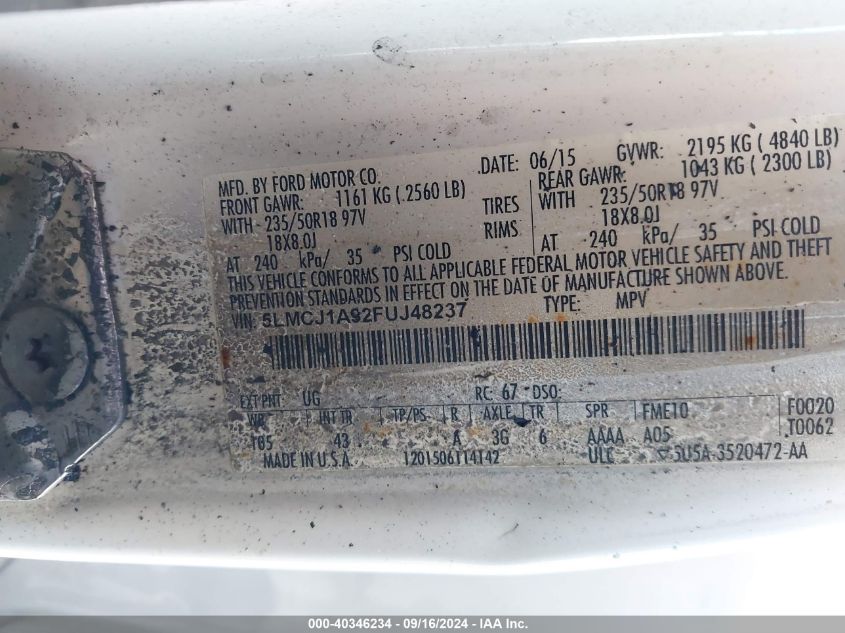 MFD. BY FORD MOTOR CO.
DATE: 06/15 GVWR: 2195 KG ( 4840 LB)
FRONT GAWR: 1161 KG ( 2560 LB) REAR GAWR: 1043 KG ( 2300 LB)
WITH 235/50R18 97V TIRES WITH 235/50R18 97V
18X8.0J RIMS 18X8.0J
AT 240 kPa/ 35 PSI COLD AT 240 kPa/ 35 PSI COLD
THIS VEHICLE CONFORMS TO ALL APPLICABLE FEDERAL MOTOR VEHICLE SAFETY AND THEFT
PREVENTION STANDARDS IN EFFECT ON THE DATE OF MANUFACTURE SHOWN ABOVE.
VIN: 5LMCJ1A92FUJ48237 TYPE: MPV
EXT PNT: UG RC: 67 DSO:
WB INT TR TP/PS R AXLE TR SPR FME10 F0020
105 43 A 3G 6 AAAA A05 T0062
MADE IN U.S.A. 1201506114142 ULC 5U5A-3520472-AA
000-40346234 - 09/16/2024 - IAA Inc.